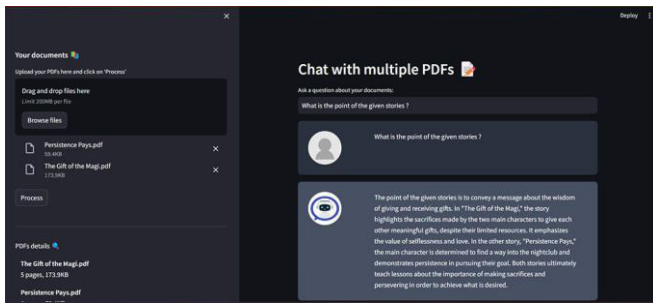 ×
Your documents
Upload your PDFs here and click on 'Process'
Drag and drop files here
Limit 200MB per file
Browse files
Persistence Pays.pdf
59.4KB
×
The Gift of the Magi.pdf
173.9KB
×
Process
PDFs details
The Gift of the Magi.pdf
5 pages, 173.9KB
Persistence Pays.pdf
Deploy
Chat with multiple PDFs
Ask a question about your documents:
What is the point of the given stories ?
What is the point of the given stories ?
The point of the given stories is to convey a message about the wisdom
of giving and receiving gifts. In "The Gift of the Magi," the story
highlights the sacrifices made by the two main characters to give each
other meaningful gifts, despite their limited resources. It emphasizes
the value of selflessness and love. In the other story, "Persistence Pays,"
the main character is determined to find a way into the nightclub and
demonstrates persistence in pursuing their goal. Both stories ultimately
teach lessons about the importance of making sacrifices and
persevering in order to achieve what is desired.